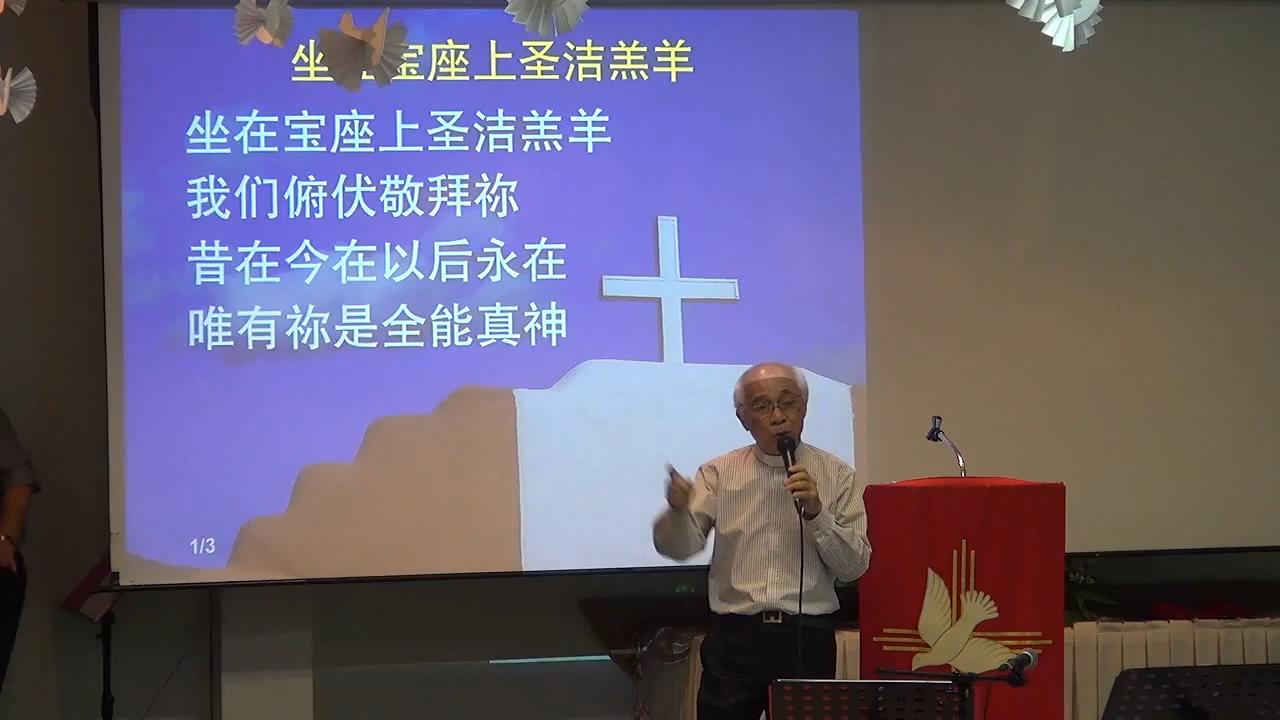 坐在宝座上圣洁羔羊
坐在宝座上圣洁羔羊
我们俯伏敬拜祢
昔在今在以后永在
唯有祢是全能真神
1/3